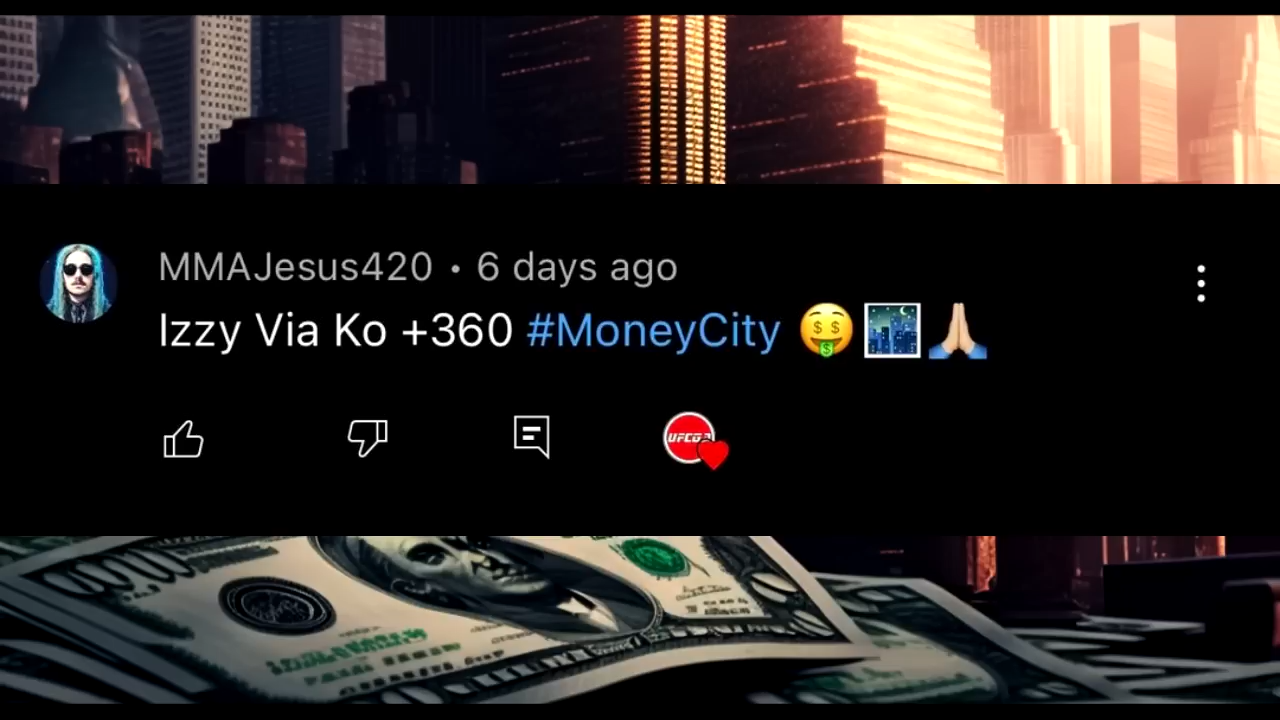 MMAJesus420 • 6 days ago
Izzy Via Ko +360 #MoneyCity 🤑🌃🙏🏼